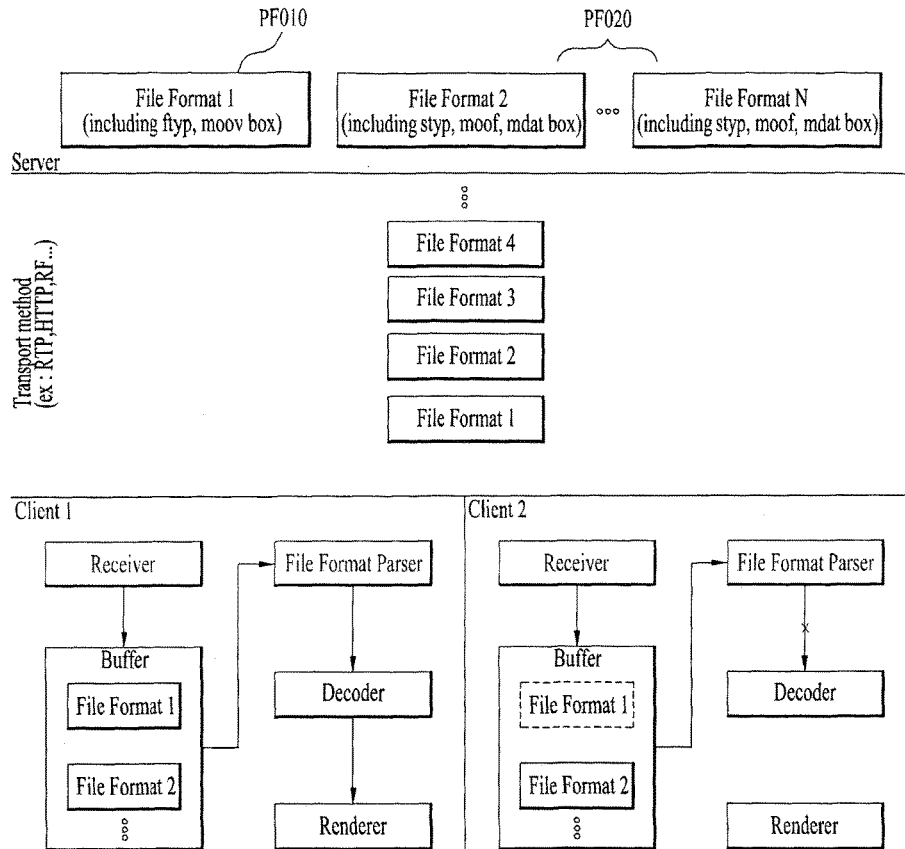 PF010
PF020
File Format 1
(including ftyp, moov box)
File Format 2
(including styp, moof, mdat box)
File Format N
(including styp, moof, mdat box)
Server
Transport method
(ex : RTP,HTTP,RF...)
File Format 4
File Format 3
File Format 2
File Format 1
Client 1
Receiver
File Format Parser
Buffer
File Format 1
Decoder
File Format 2
Renderer
Client 2
Receiver
File Format Parser
x
Buffer
File Format 1
Decoder
File Format 2
Renderer